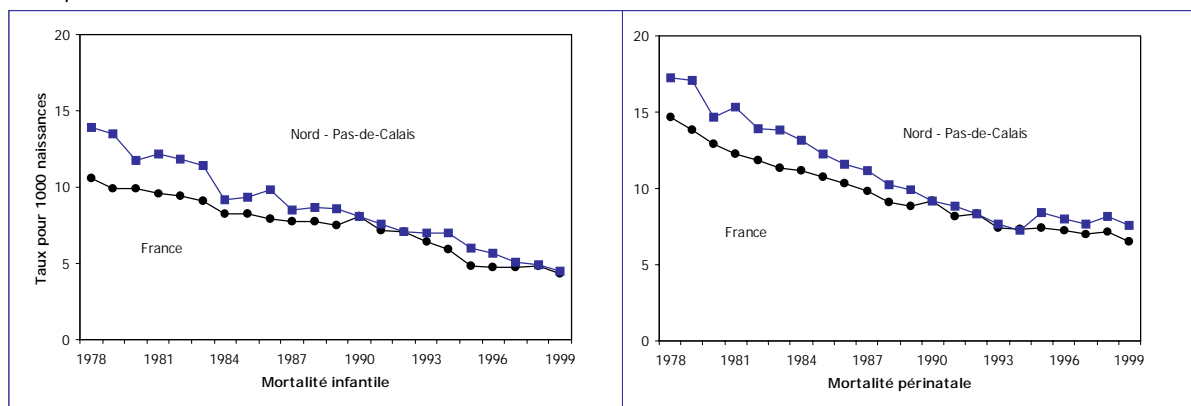 Taux pour 1000 naissances
20
15
10
5
0
Nord - Pas-de-Calais
France
1978 1981 1984 1987 1990 1993 1996 1999
Mortalité infantile
20
15
10
5
0
Nord - Pas-de-Calais
France
1978 1981 1984 1987 1990 1993 1996 1999
Mortalité périnatale